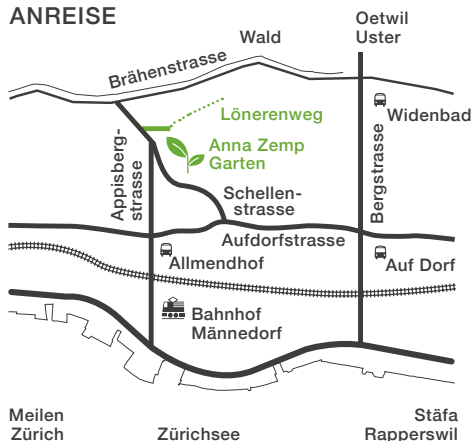 ANREISE
Oetwil
Uster
Wald
Brähenstrasse
Lönerenweg
Widenbad
Anna Zemp
Garten
Appisberg-
strasse
Bergstrasse
Schellen-
strasse
Aufdorfstrasse
Allmendhof
Auf Dorf
Bahnhof
Männedorf
Meilen
Zürich
Zürichsee
Stäfa
Rapperswil